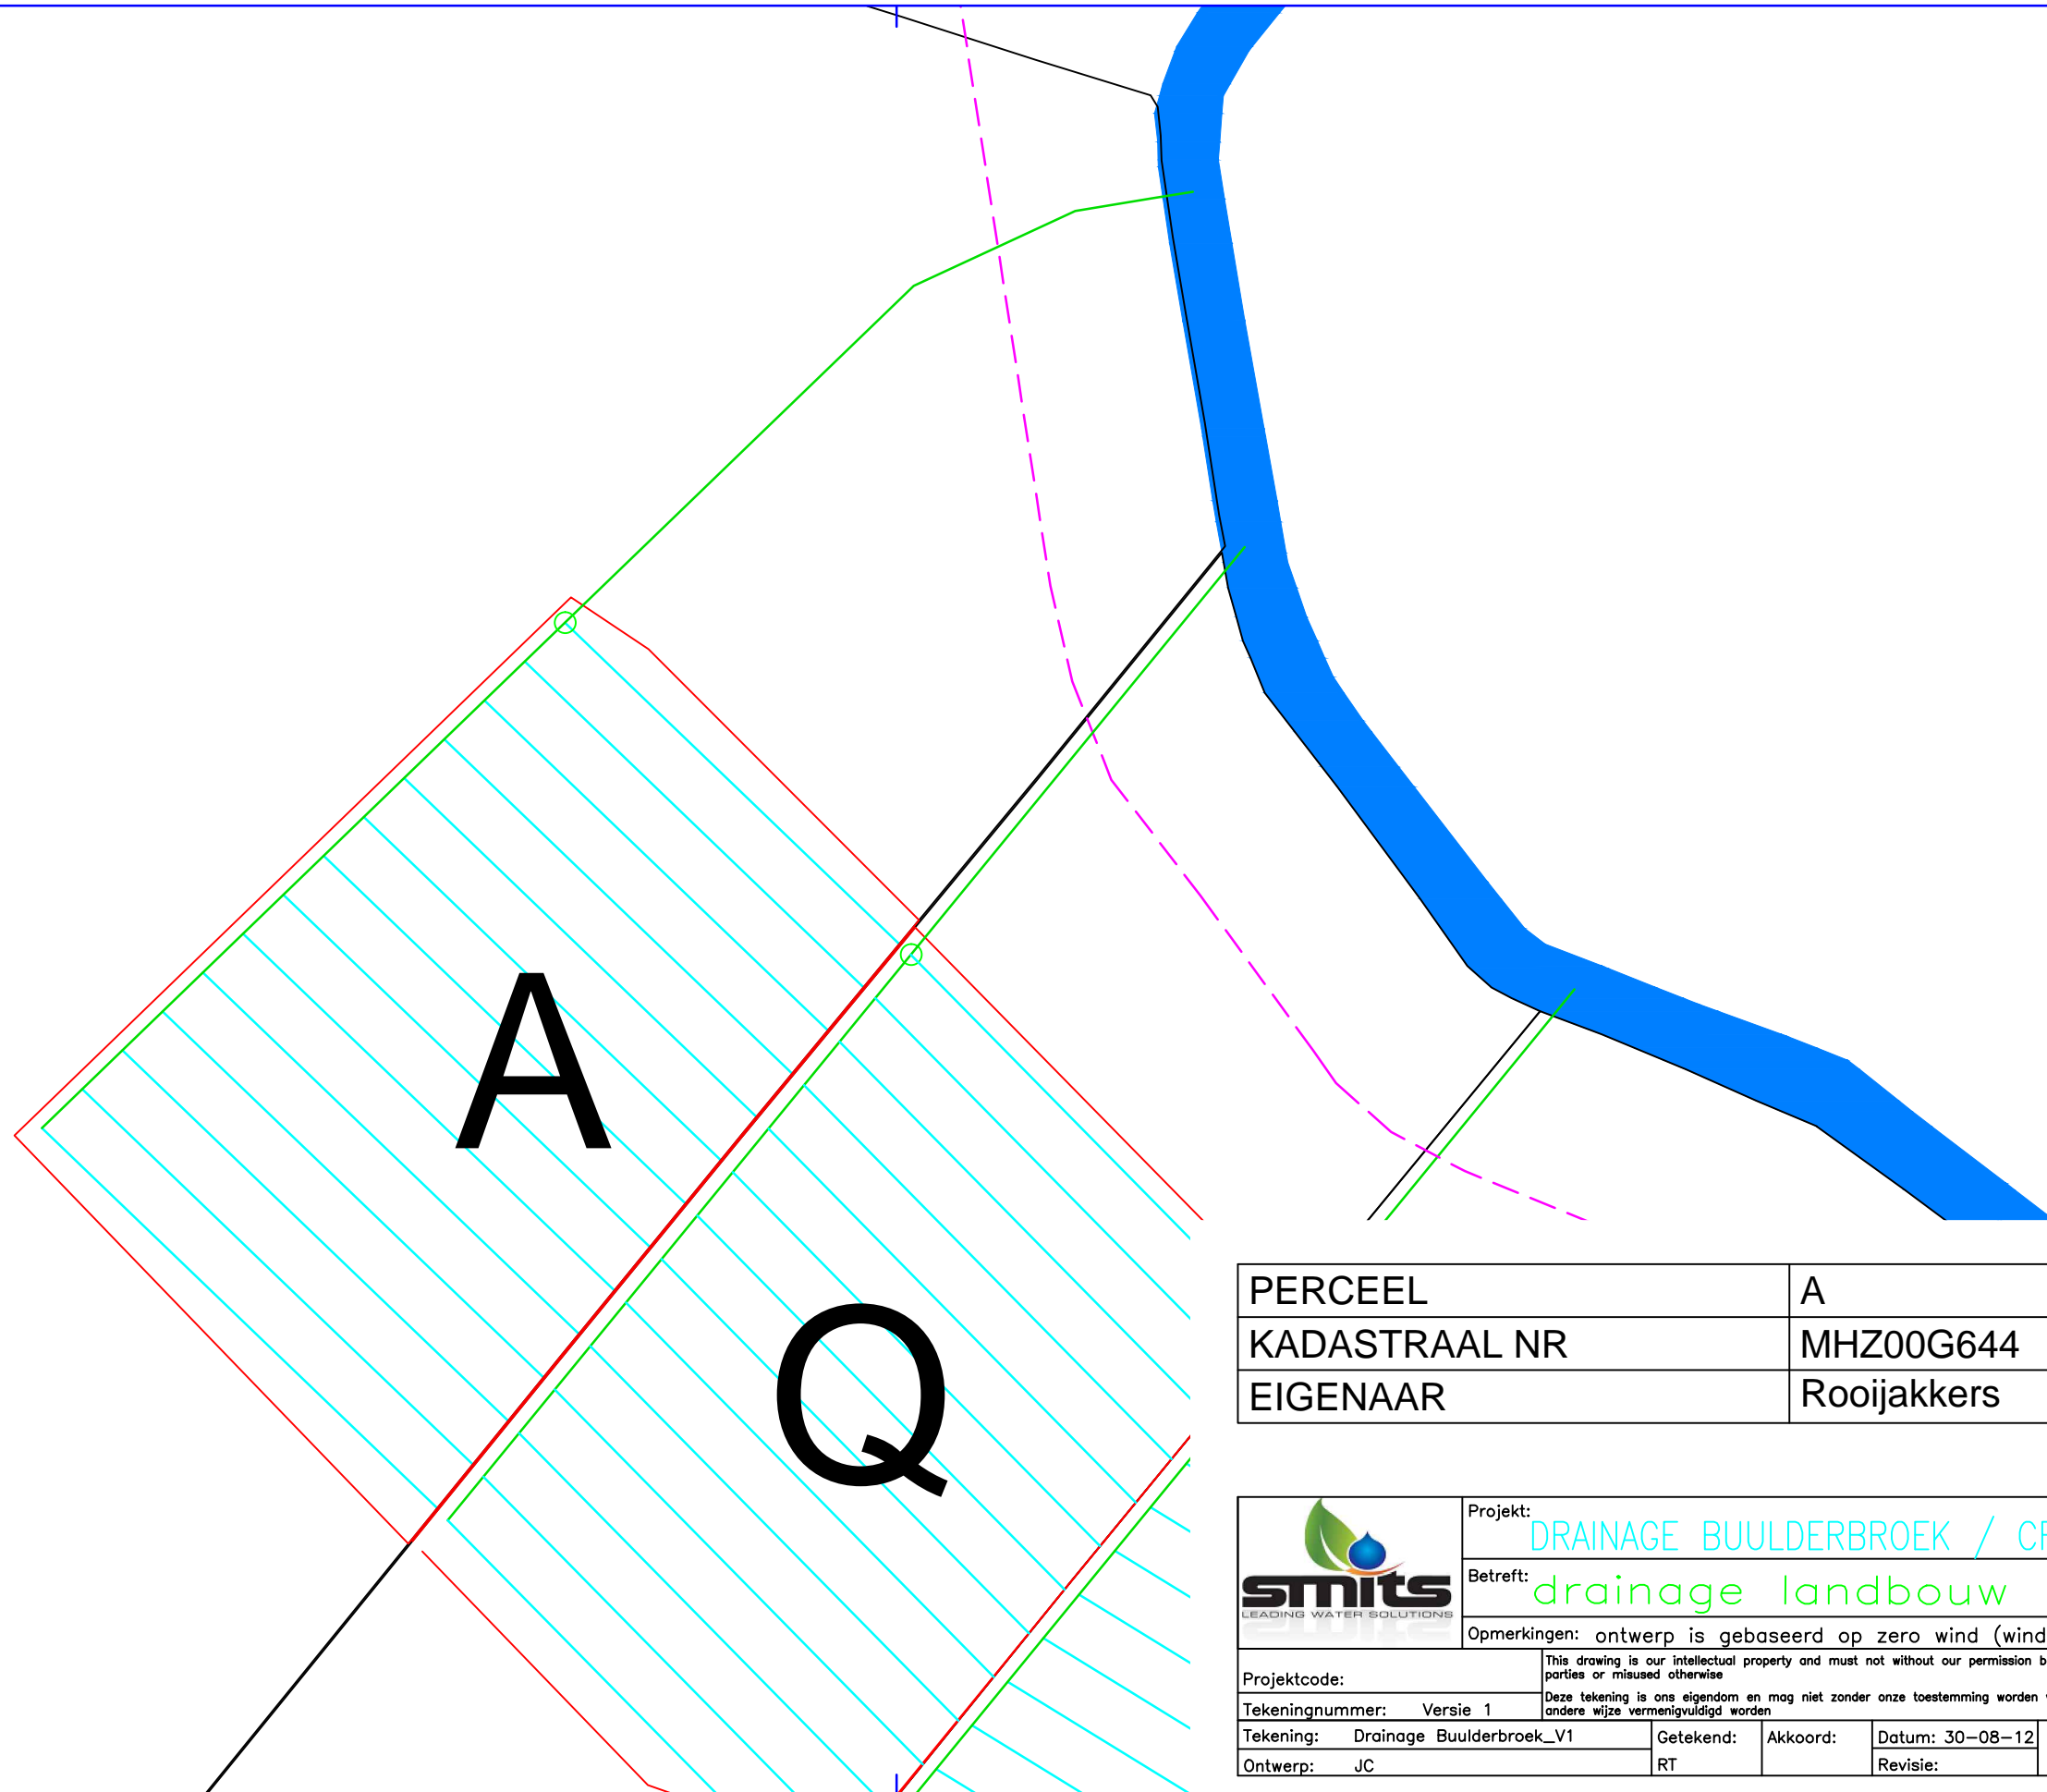 A
Q
PERCEEL A
KADASTRAAL NR MHZ00G644
EIGENAAR Rooijakkers
smits
LEADING WATER SOLUTIONS
Projekt: DRAINAGE BUULDERBROEK /
Betreft: drainage landbouw
Opmerkingen: ontwerp is gebaseerd op zero wind (wind
Projektcode:
This drawing is our intellectual property and must not without our permission
parties or misused otherwise
Deze tekening is ons eigendom en mag niet zonder onze toestemming worden
andere wijze vermenigvuldigd worden
Tekeningnummer: Versie 1
Tekening: Drainage Buulderbroek_V1
Getekend: RT
Akkoord:
Datum: 30-08-12
Ontwerp: JC
Revisie: